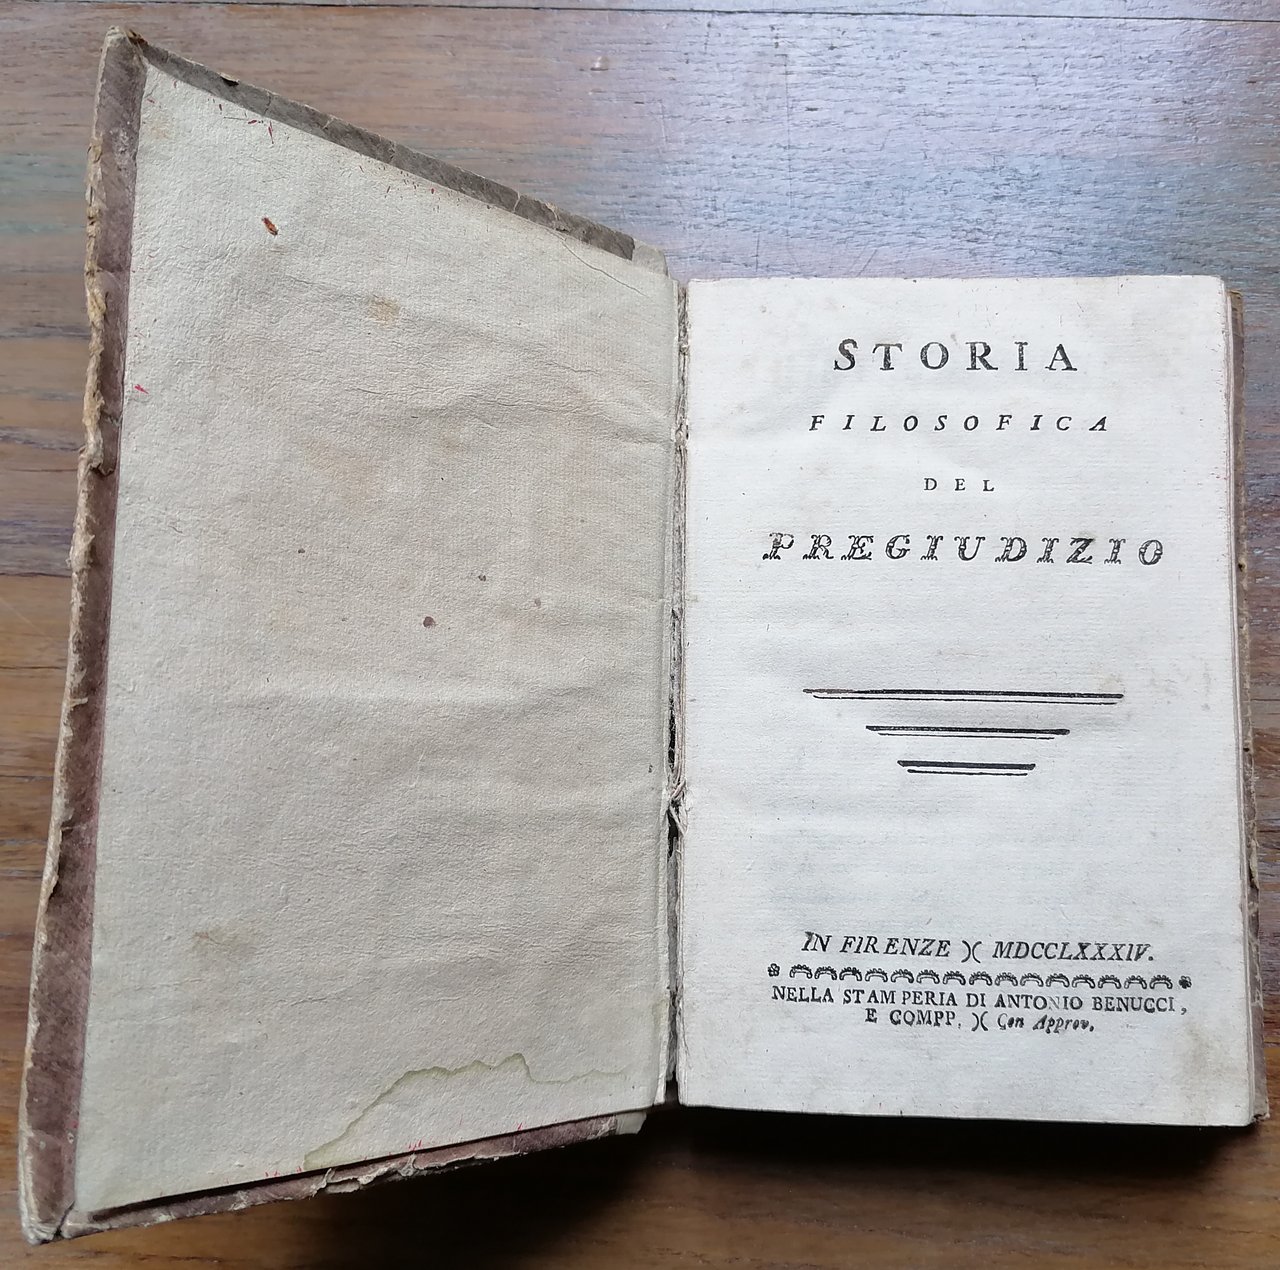 STORIA
FILOSOFICA
DEL
PREGIUDIZIO
IN FIRENZE )( MDCCLXXXIV.
NELLA STAMPERIA DI ANTONIO BENUCCI,
E COMPP. )( Con Approv.